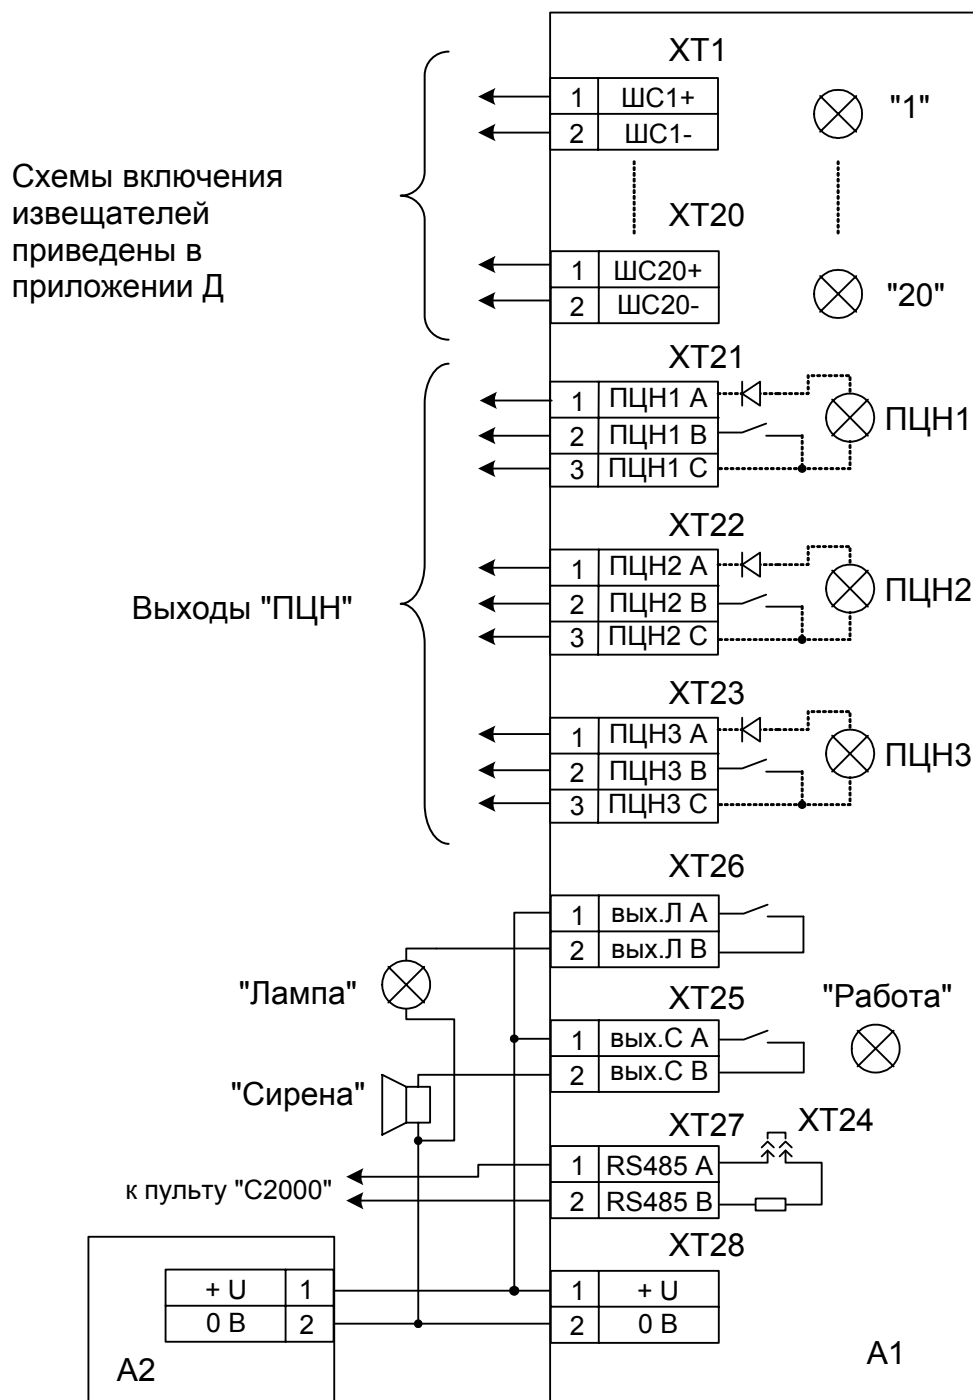 XT1
1 ШС1+
2 ШС1-
"1"
Схемы включения
извещателей
приведены в
приложении Д
XT20
1 ШС20+
2 ШС20-
"20"
XT21
1 ПЦН1 А
2 ПЦН1 В
3 ПЦН1 С
ПЦН1
XT22
1 ПЦН2 А
2 ПЦН2 В
3 ПЦН2 С
ПЦН2
Выходы "ПЦН"
XT23
1 ПЦН3 А
2 ПЦН3 В
3 ПЦН3 С
ПЦН3
XT26
1 вых.Л А
2 вых.Л В
"Лампа"
XT25
"Работа"
1 вых.С А
2 вых.С В
"Сирена"
XT27
XT24
1 RS485 A
2 RS485 B
к пульту "С2000"
XT28
+ U 1
0 В 2
1 + U
2 0 В
А2
А1